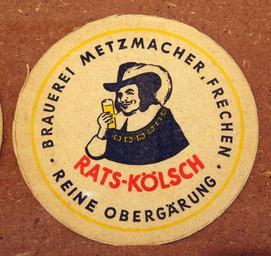 · BRAUEREI METZMACHER, FRECHEN ·
RATS-KÖLSCH
REINE OBERGÄRUNG